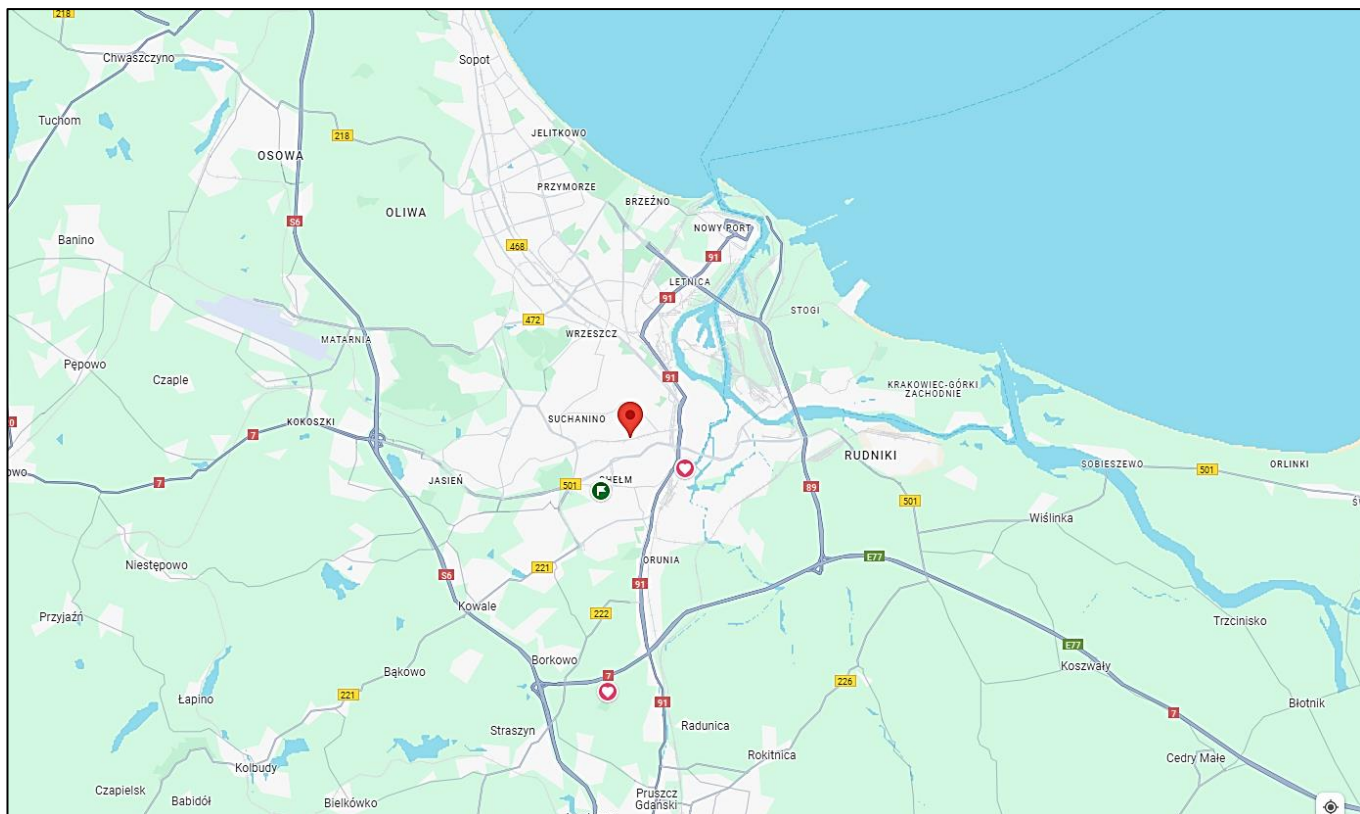 218
Chwaszczyno
Sopot
Tuchom
218
JELITKOWO
OSOWA
PRZYMORZE
BRZEŹNO
OLIWA
S6
NOWY PORT
Banino
468
91
LETNICA
91
STOGI
472
WRZESZCZ
MATARNIA
Pępowo
Czaple
91
KRAKOWIEC-GÓRKI
ZACHODNIE
SUCHANINO
KOKOSZKI
7
RUDNIKI
SOBIESZEWO
501
ORLINKI
7
JASIEŃ
501
89
501
Wiślinka
E77
ORUNIA
Niestępowo
221
S6
91
Kowale
222
Przyjaźń
Trzcinisko
E77
Koszwały
Borkowo
Bąkowo
7
226
221
Łapino
91
Błotnik
7
Radunica
Straszyn
Rokitnica
Cedry Małe
Kolbudy
Czapielsk
Babidół
Bielkówko
Pruszcz
Gdański